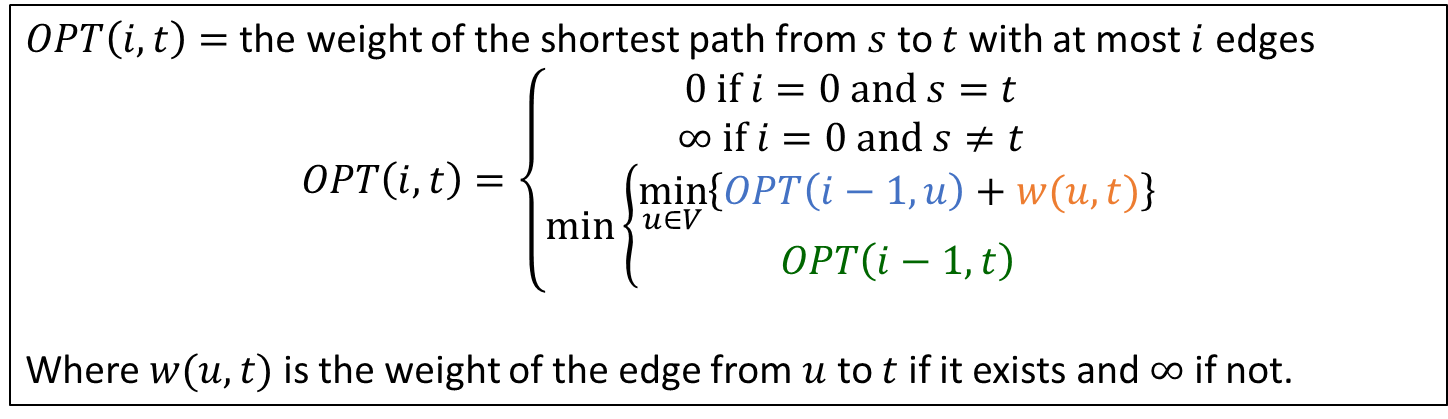 OPT(i, t) = the weight of the shortest path from s to t with at most i edges
0 if i = 0 and s = t
∞ if i = 0 and s ≠ t
OPT(i, t) = { min { min{OPT(i − 1, u) + w(u, t)}
u∈V
OPT(i − 1, t)
Where w(u, t) is the weight of the edge from u to t if it exists and ∞ if not.